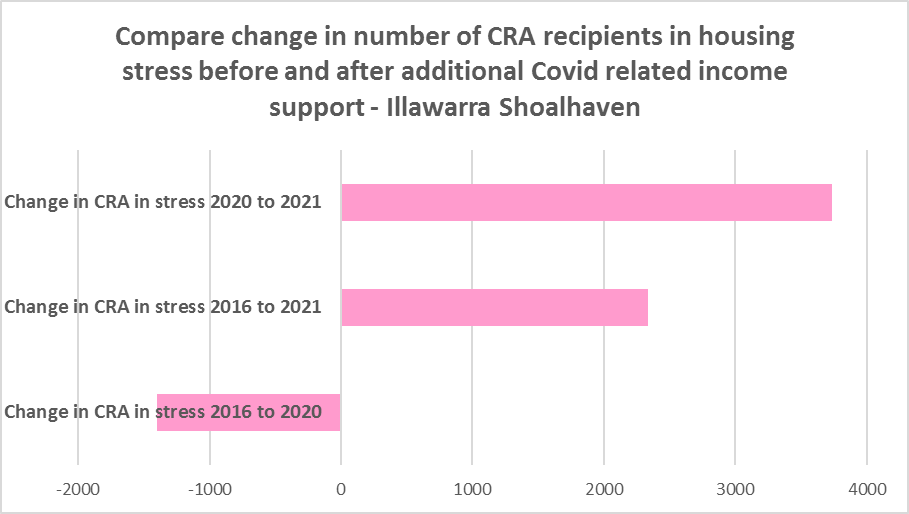 Compare change in number of CRA recipients in housing
stress before and after additional Covid related income
support - Illawarra Shoalhaven
Change in CRA in stress 2020 to 2021
Change in CRA in stress 2016 to 2021
Change in CRA in stress 2016 to 2020
-2000 -1000 0 1000 2000 3000 4000